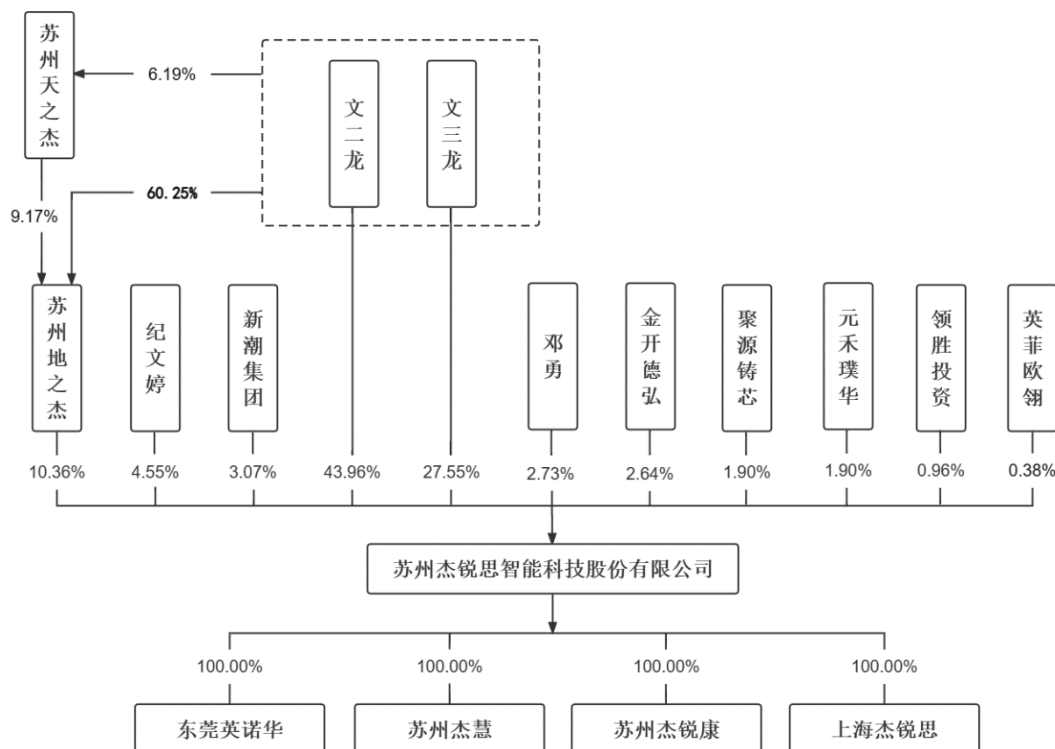 苏州天之杰
6.19%
文二龙
文三龙
60.25%
9.17%
苏州地之杰
纪文婷
新潮集团
邓勇
金开德弘
聚源铸芯
元禾璞华
领胜投资
英菲欧翎
10.36%
4.55%
3.07%
43.96%
27.55%
2.73%
2.64%
1.90%
1.90%
0.96%
0.38%
苏州杰锐思智能科技股份有限公司
100.00%
100.00%
100.00%
100.00%
东莞英诺华
苏州杰慧
苏州杰锐康
上海杰锐思